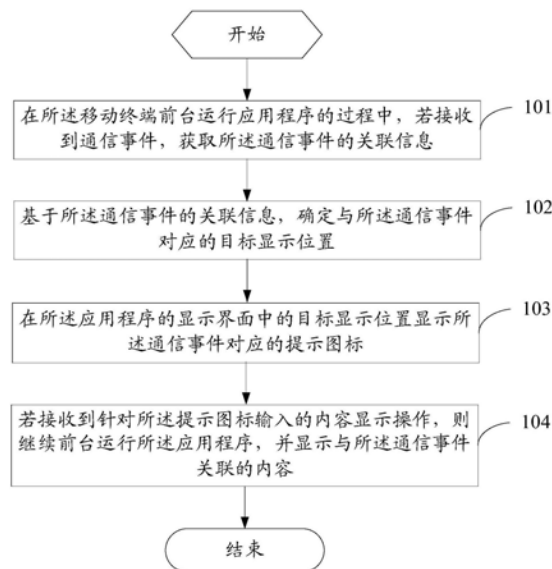 开始
在所述移动终端前台运行应用程序的过程中，若接收
到通信事件，获取所述通信事件的关联信息
101
基于所述通信事件的关联信息，确定与所述通信事件
对应的目标显示位置
102
在所述应用程序的显示界面中的目标显示位置显示所
述通信事件对应的提示图标
103
若接收到针对所述提示图标输入的内容显示操作，则
继续前台运行所述应用程序，并显示与所述通信事件
关联的内容
104
结束